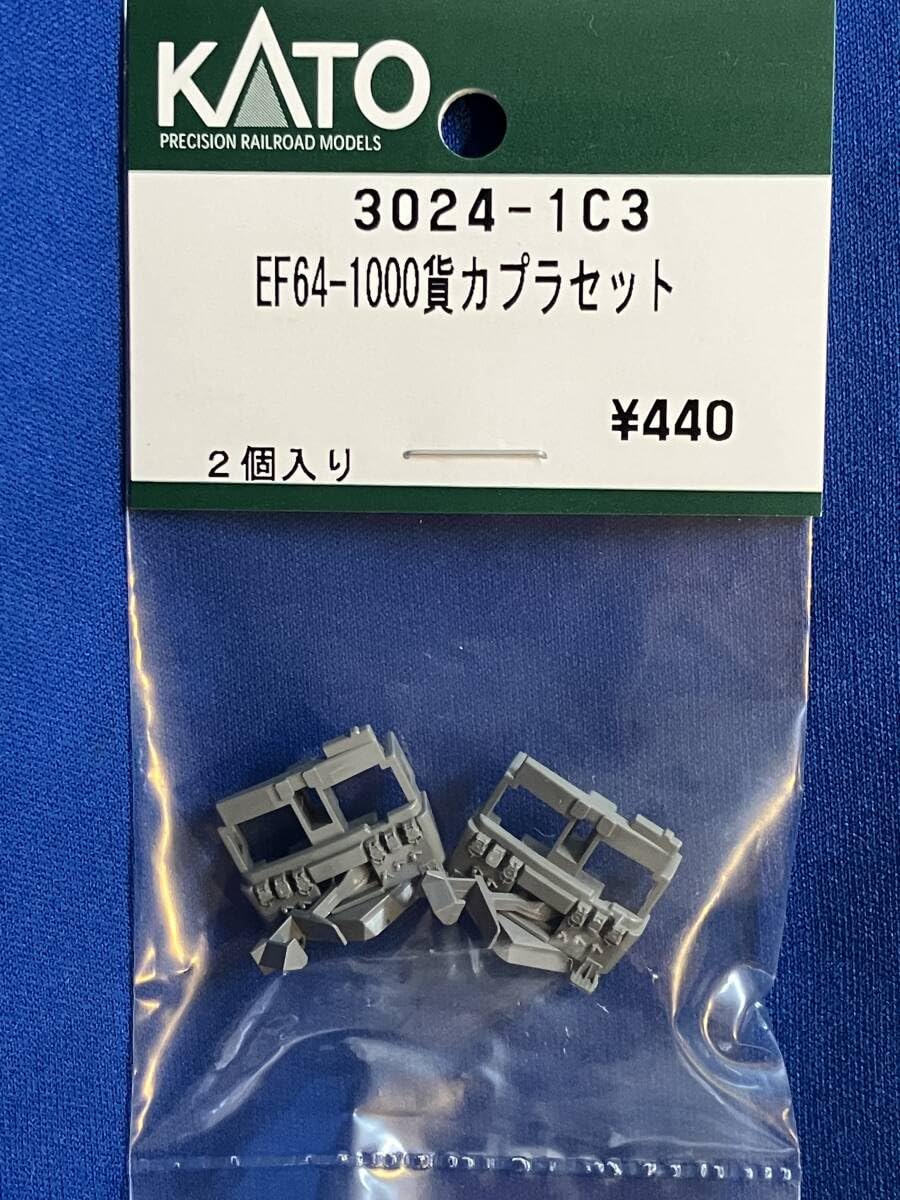 KATO
PRECISION RAILROAD MODELS
3024-1C3
EF64-1000貨カプラセット
¥440
2個入り